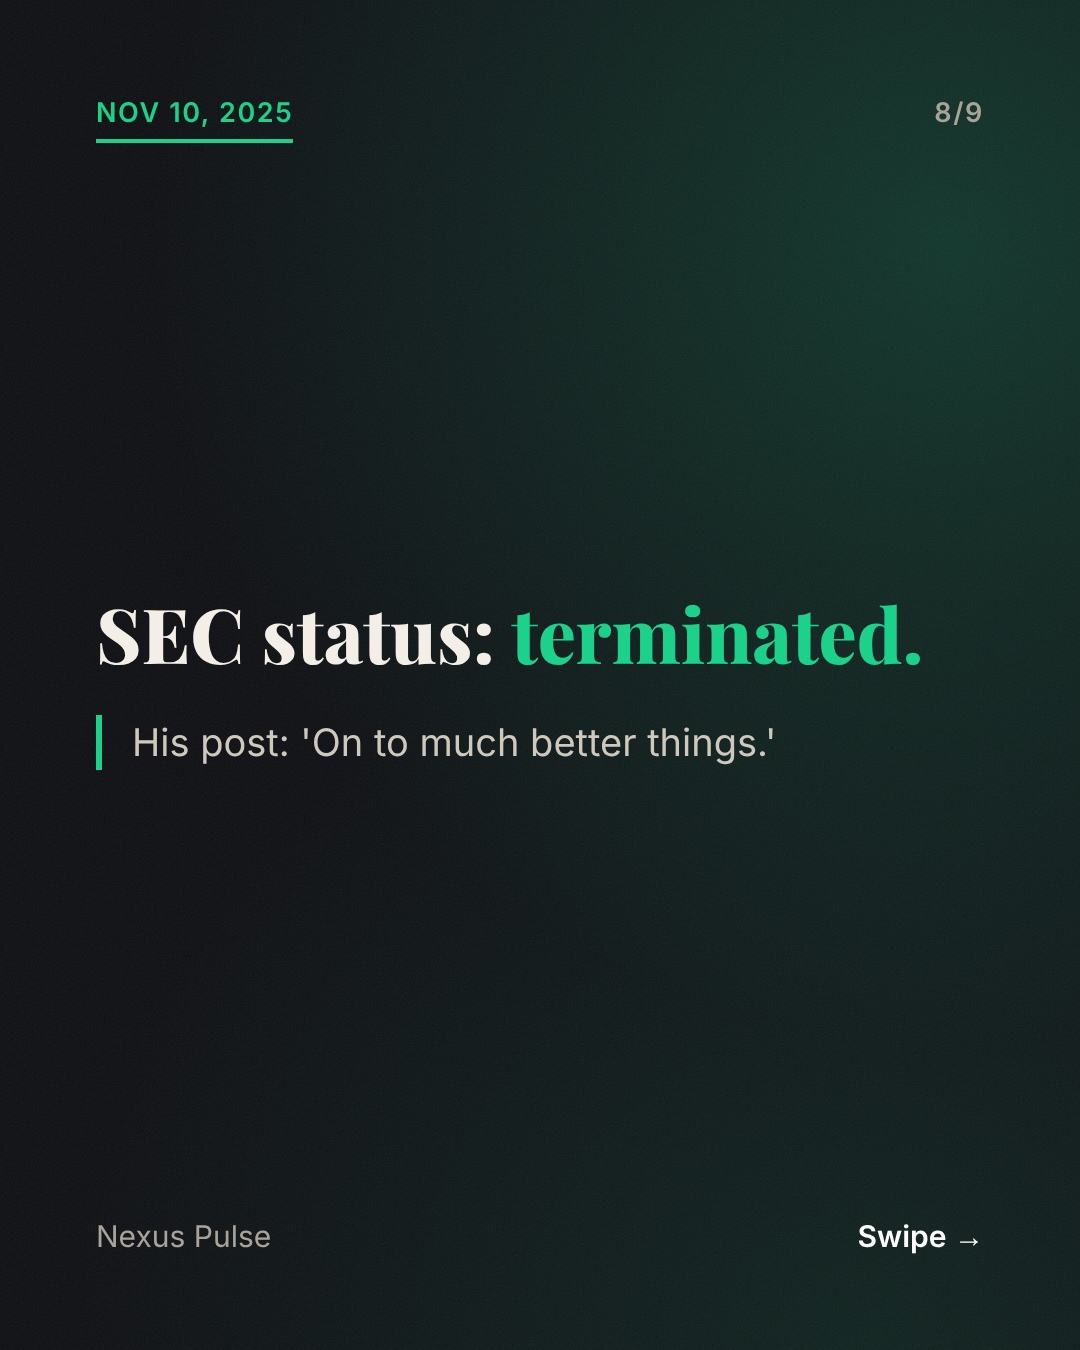 NOV 10, 2025
8/9
SEC status: terminated.
His post: 'On to much better things.'
Nexus Pulse
Swipe →